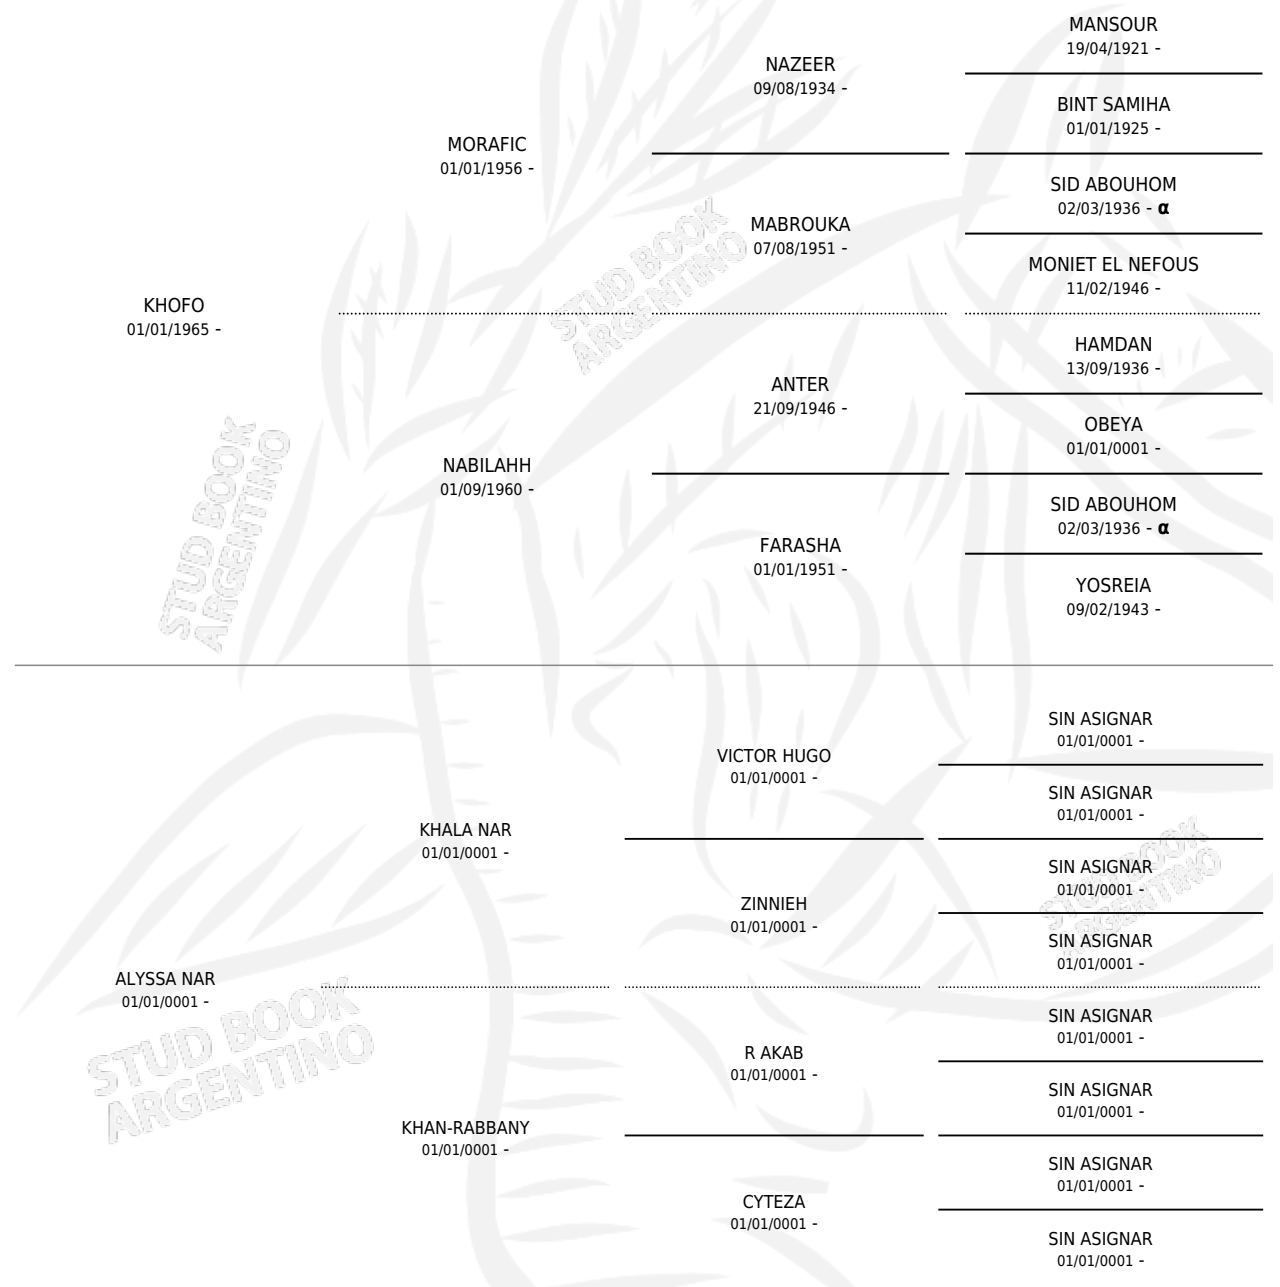 MANSOUR
19/04/1921 -
NAZEER
09/08/1934 -
BINT SAMIHA
01/01/1925 -
MORAFIC
01/01/1956 -
SID ABOUHOM
02/03/1936 - α
MABROUKA
07/08/1951 -
MONIET EL NEFOUS
11/02/1946 -
KHOFO
01/01/1965 -
HAMDAN
13/09/1936 -
ANTER
21/09/1946 -
OBEYA
01/01/0001 -
NABILAHH
01/09/1960 -
SID ABOUHOM
02/03/1936 - α
FARASHA
01/01/1951 -
YOSREIA
09/02/1943 -
STUD BOOK
ARGENTINO
STUD BOOK
ARGENTINO
SIN ASIGNAR
01/01/0001 -
VICTOR HUGO
01/01/0001 -
SIN ASIGNAR
01/01/0001 -
KHALA NAR
01/01/0001 -
SIN ASIGNAR
01/01/0001 -
ZINNIEH
01/01/0001 -
SIN ASIGNAR
01/01/0001 -
ALYSSA NAR
01/01/0001 -
SIN ASIGNAR
01/01/0001 -
R AKAB
01/01/0001 -
SIN ASIGNAR
01/01/0001 -
KHAN-RABBANY
01/01/0001 -
SIN ASIGNAR
01/01/0001 -
CYTEZA
01/01/0001 -
SIN ASIGNAR
01/01/0001 -
STUD BOOK
ARGENTINO
STUD BOOK
ARGENTINO